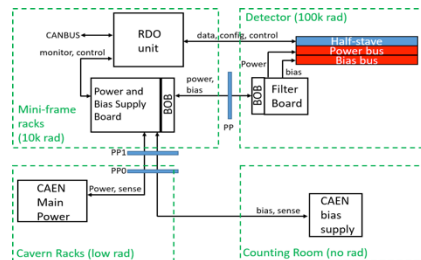 RDO
unit
CANBUS
monitor, control
data, config, control
Detector (100k rad)
Half-stave
Power bus
Bias bus
Power
bias
Filter
Board
BOB
Power and
Bias Supply
Board
BOB
power,
bias
PP
Mini-frame
racks
(10k rad)
PP1
PP0
CAEN
Main
Power
Power, sense
Cavern Racks (low rad)
bias, sense
CAEN
bias
supply
Counting Room (no rad)